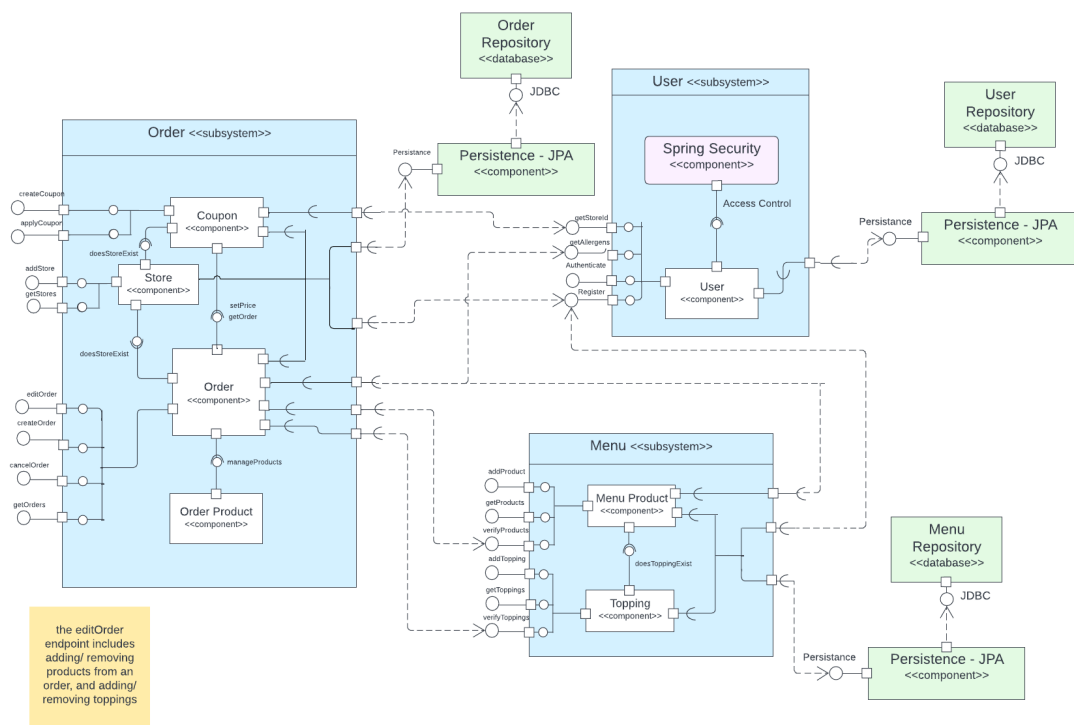 Order
Repository
<<database>>
JDBC
Persistance
Persistence - JPA
<<component>>
User <<subsystem>>
Spring Security
<<component>>
Access Control
getStoreId
getAllergens
Authenticate
Register
User
<<component>>
User
Repository
<<database>>
JDBC
Persistance
Persistence - JPA
<<component>>
Order <<subsystem>>
createCoupon
applyCoupon
Coupon
<<component>>
doesStoreExist
addStore
getStores
Store
<<component>>
setPrice
getOrder
doesStoreExist
Order
<<component>>
editOrder
createOrder
cancelOrder
getOrders
manageProducts
Order Product
<<component>>
Menu <<subsystem>>
addProduct
getProducts
verifyProducts
addTopping
getToppings
verifyToppings
Menu Product
<<component>>
doesToppingExist
Topping
<<component>>
Menu
Repository
<<database>>
JDBC
Persistance
Persistence - JPA
<<component>>
the editOrder
endpoint includes
adding/ removing
products from an
order, and adding/
removing toppings